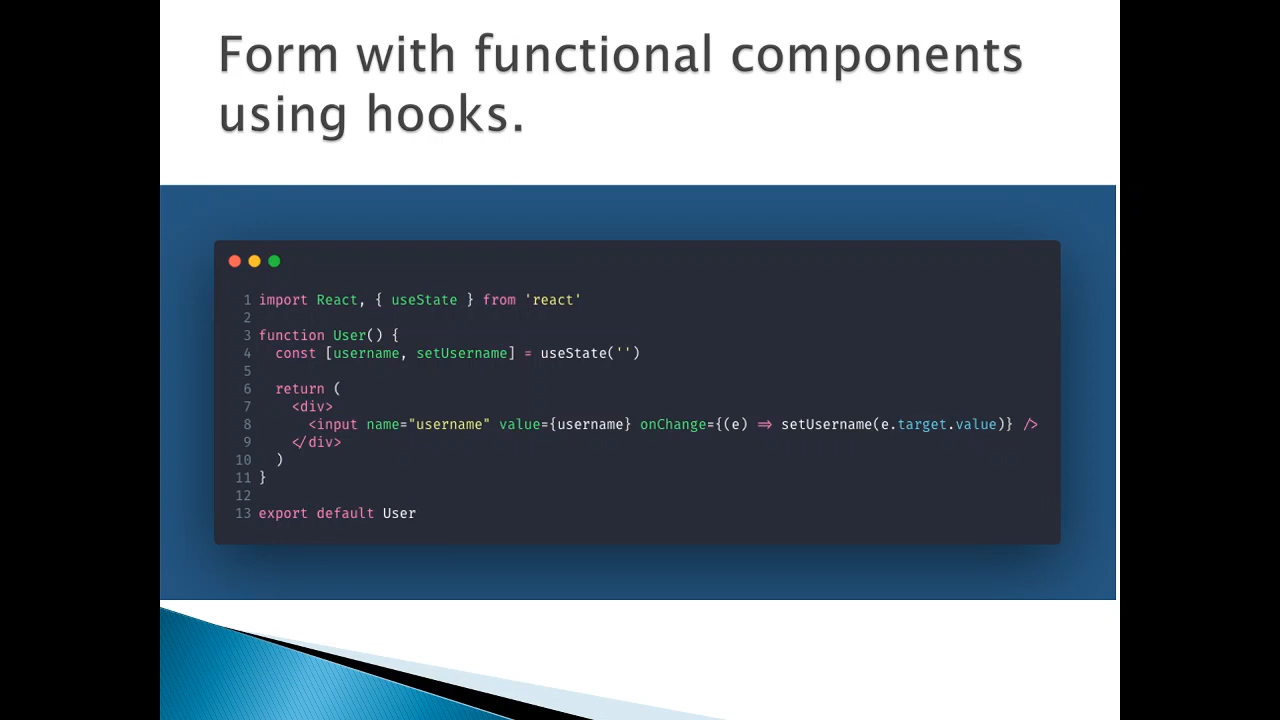 Form with functional components
using hooks.
1 import React, { useState } from 'react'
2
3 function User() {
4   const [username, setUsername] = useState('')
5
6   return (
7     <div>
8       <input name="username" value={username} onChange={(e) => setUsername(e.target.value)} />
9     </div>
10   )
11 }
12
13 export default User